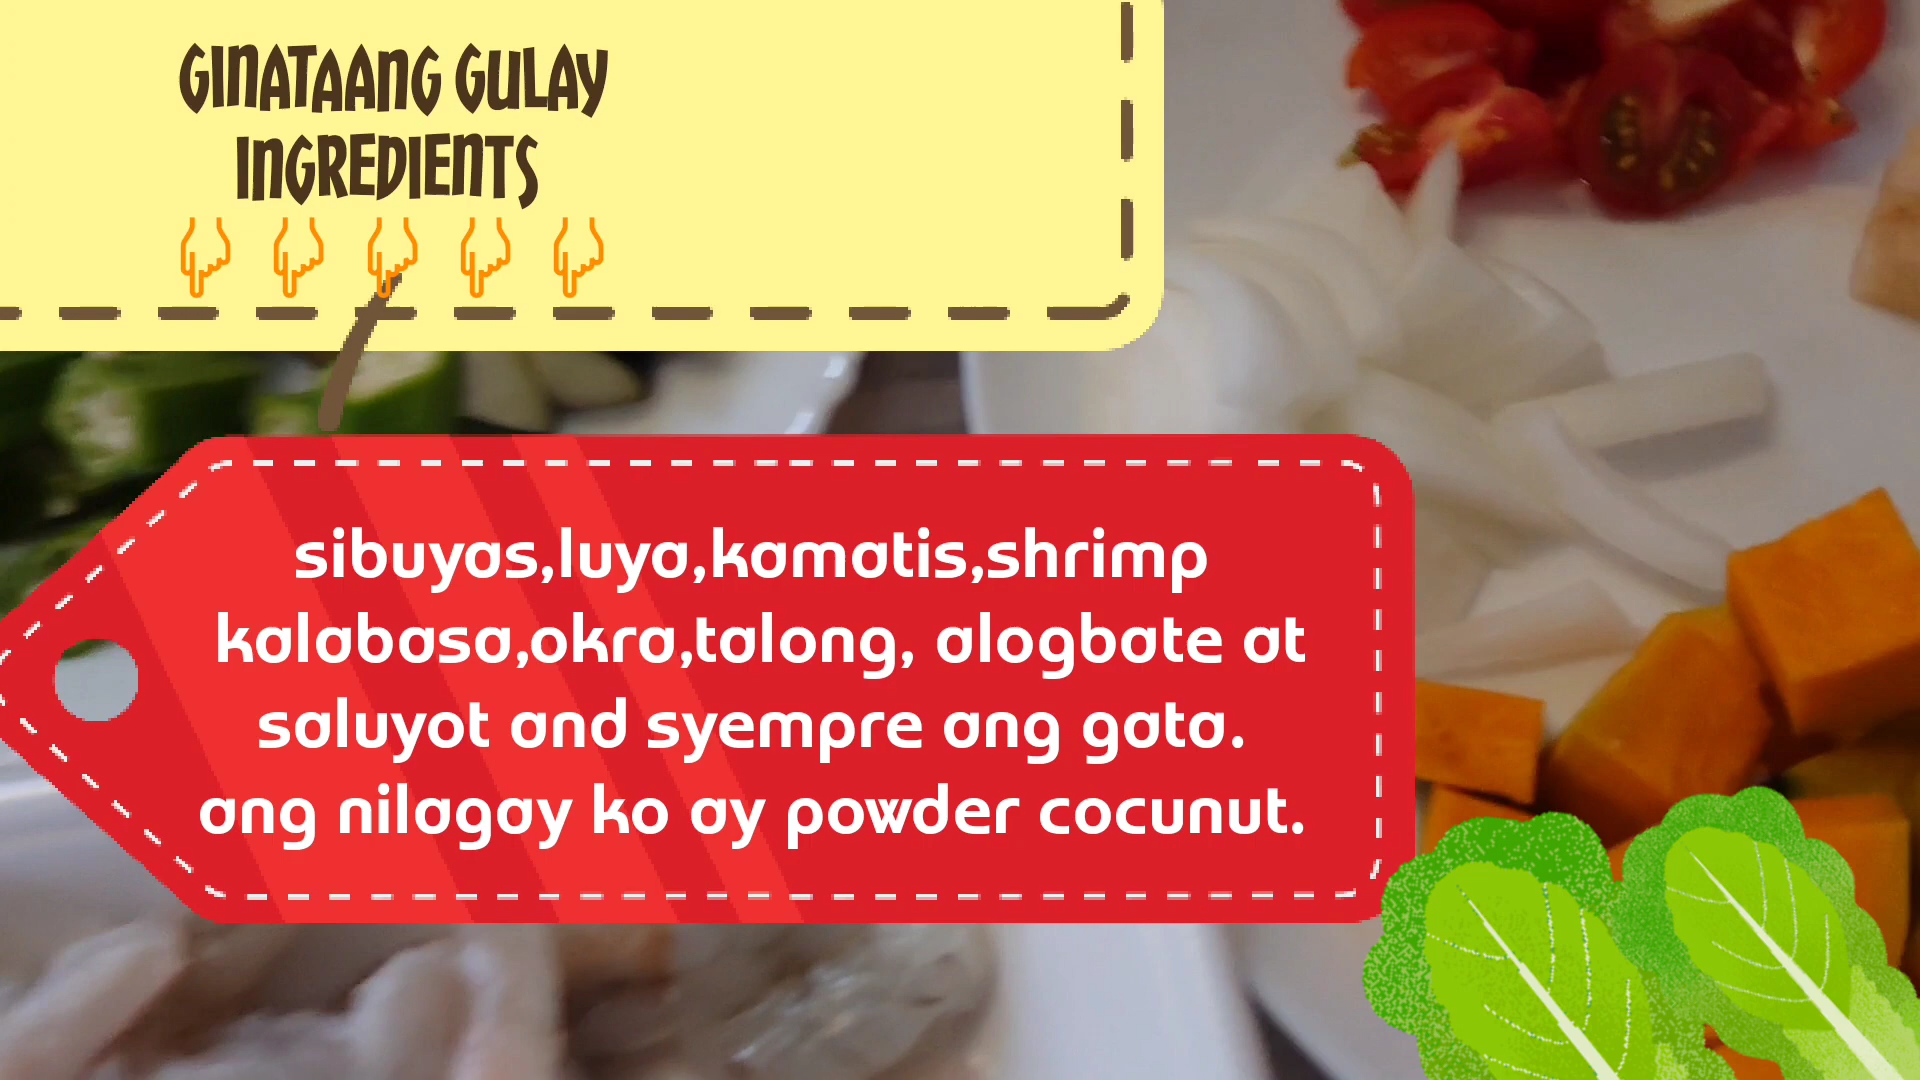 GINATAANG GULAY
INGREDIENTS
sibuyas,luya,kamatis,shrimp
kalabasa,okra,talong, alogbate at
saluyot and syempre ang gata.
ang nilagay ko ay powder cocunut.